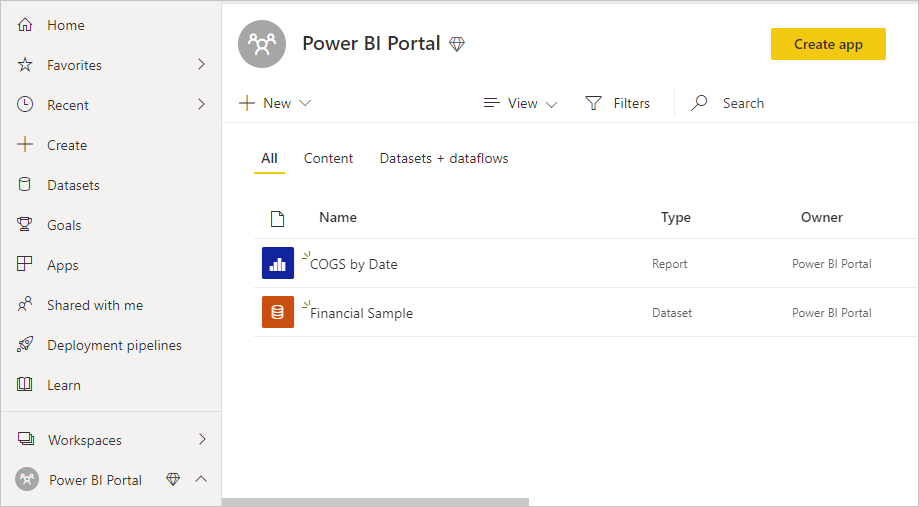 Home
Favorites
Recent
Create
Datasets
Goals
Apps
Shared with me
Deployment pipelines
Learn
Workspaces
Power BI Portal
Power BI Portal
Create app
New View Filters Search
All Content Datasets + dataflows
Name Type Owner
COGS by Date Report Power BI Portal
Financial Sample Dataset Power BI Portal